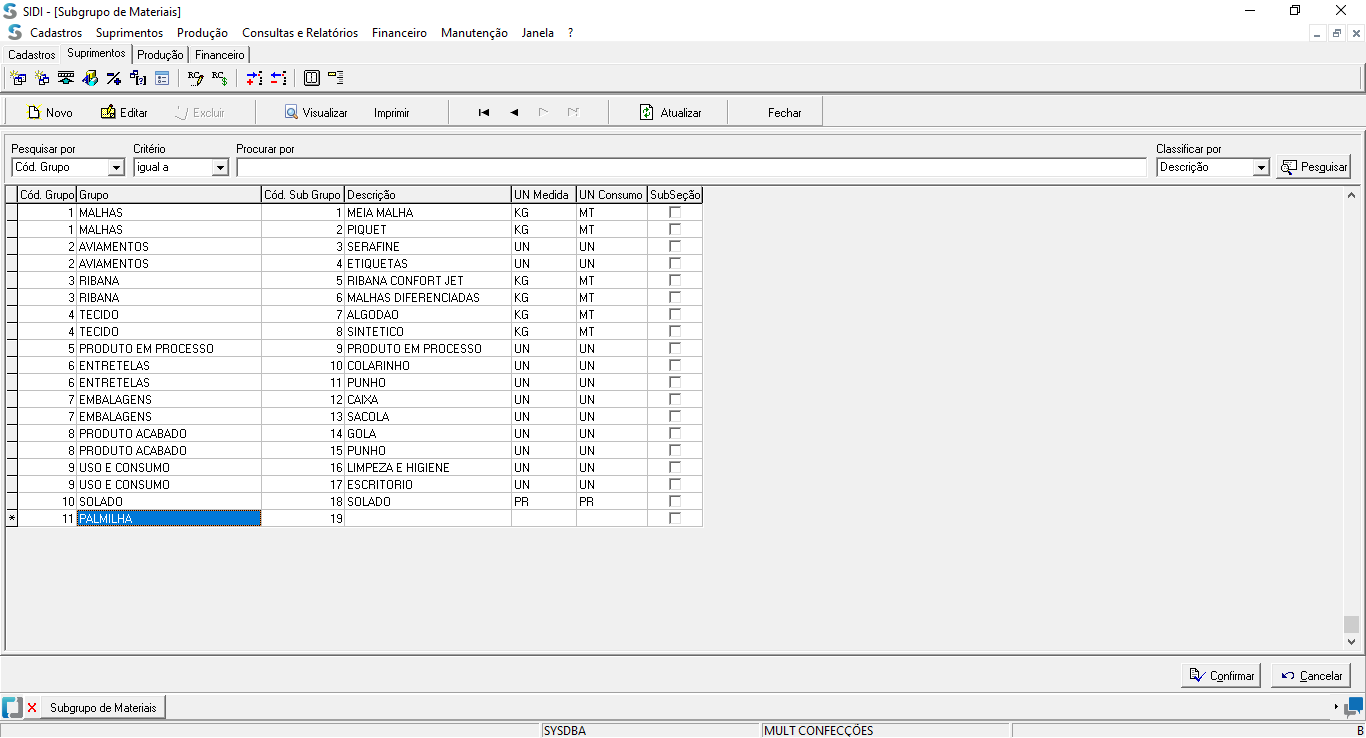 SIDI - [Subgrupo de Materiais]
Cadastros Suprimentos Produção Consultas e Relatórios Financeiro Manutenção Janela ?
Cadastros Suprimentos Produção Financeiro
Novo Editar Excluir Visualizar Imprimir Atualizar Fechar
Pesquisar por Critério Procurar por Classificar por
Cód. Grupo igual a Descrição Pesquisar
Cód. Grupo Grupo Cód. Sub Grupo Descrição UN Medida UN Consumo SubSeção
1 MALHAS 1 MEIA MALHA KG MT
1 MALHAS 2 PIQUET KG MT
2 AVIAMENTOS 3 SERAFINE UN UN
2 AVIAMENTOS 4 ETIQUETAS UN UN
3 RIBANA 5 RIBANA CONFORT JET KG MT
3 RIBANA 6 MALHAS DIFERENCIADAS KG MT
4 TECIDO 7 ALGODAO KG MT
4 TECIDO 8 SINTETICO KG MT
5 PRODUTO EM PROCESSO 9 PRODUTO EM PROCESSO UN UN
6 ENTRETELAS 10 COLARINHO UN UN
6 ENTRETELAS 11 PUNHO UN UN
7 EMBALAGENS 12 CAIXA UN UN
7 EMBALAGENS 13 SACOLA UN UN
8 PRODUTO ACABADO 14 GOLA UN UN
8 PRODUTO ACABADO 15 PUNHO UN UN
9 USO E CONSUMO 16 LIMPEZA E HIGIENE UN UN
9 USO E CONSUMO 17 ESCRITORIO UN UN
10 SOLADO 18 SOLADO PR PR
* 11 PALMILHA 19
Confirmar Cancelar
Subgrupo de Materiais
SYSDBA MULT CONFECÇÕES B